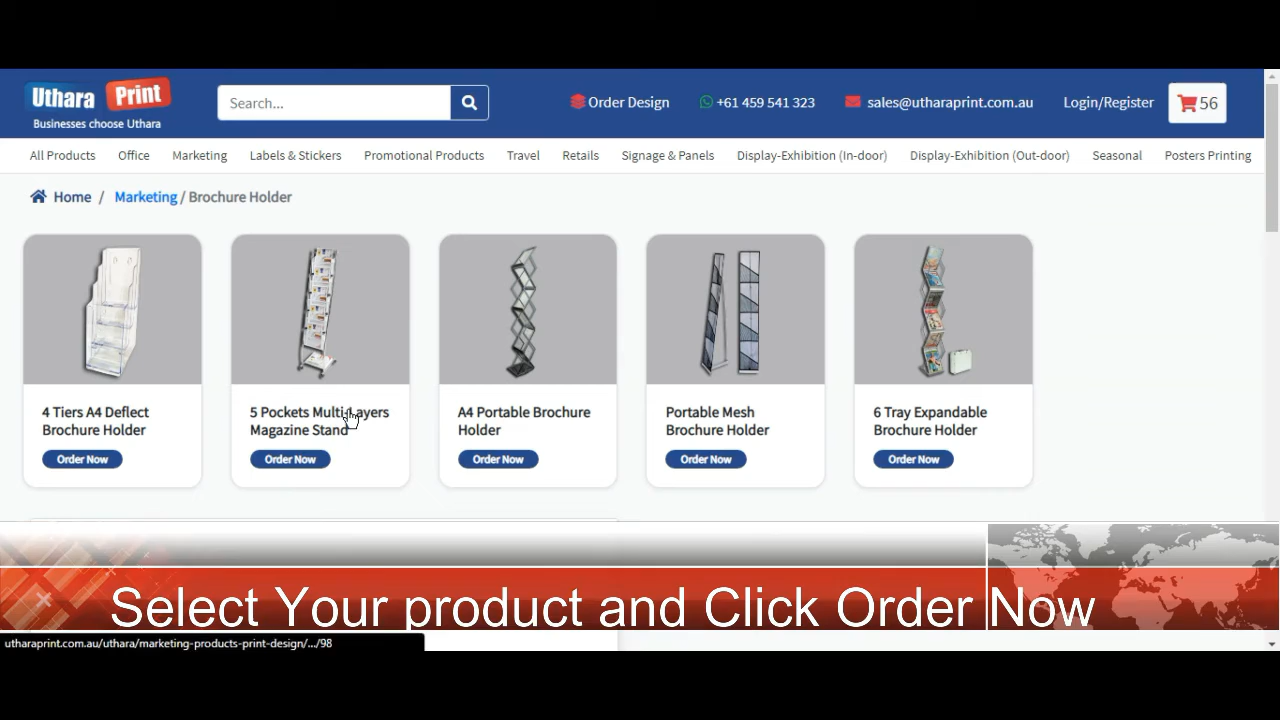 Uthara Print
Businesses choose Uthara
Search...
Order Design
+61 459 541 323
sales@utharaprint.com.au
Login/Register
56
All Products Office Marketing Labels & Stickers Promotional Products Travel Retails Signage & Panels Display-Exhibition (In-door) Display-Exhibition (Out-door) Seasonal Posters Printing
Home / Marketing / Brochure Holder
4 Tiers A4 Deflect
Brochure Holder
Order Now
5 Pockets Multi-Layers
Magazine Stand
Order Now
A4 Portable Brochure
Holder
Order Now
Portable Mesh
Brochure Holder
Order Now
6 Tray Expandable
Brochure Holder
Order Now
Select Your product and Click Order Now
utharaprint.com.au/uthara/marketing-products-print-design/.../98